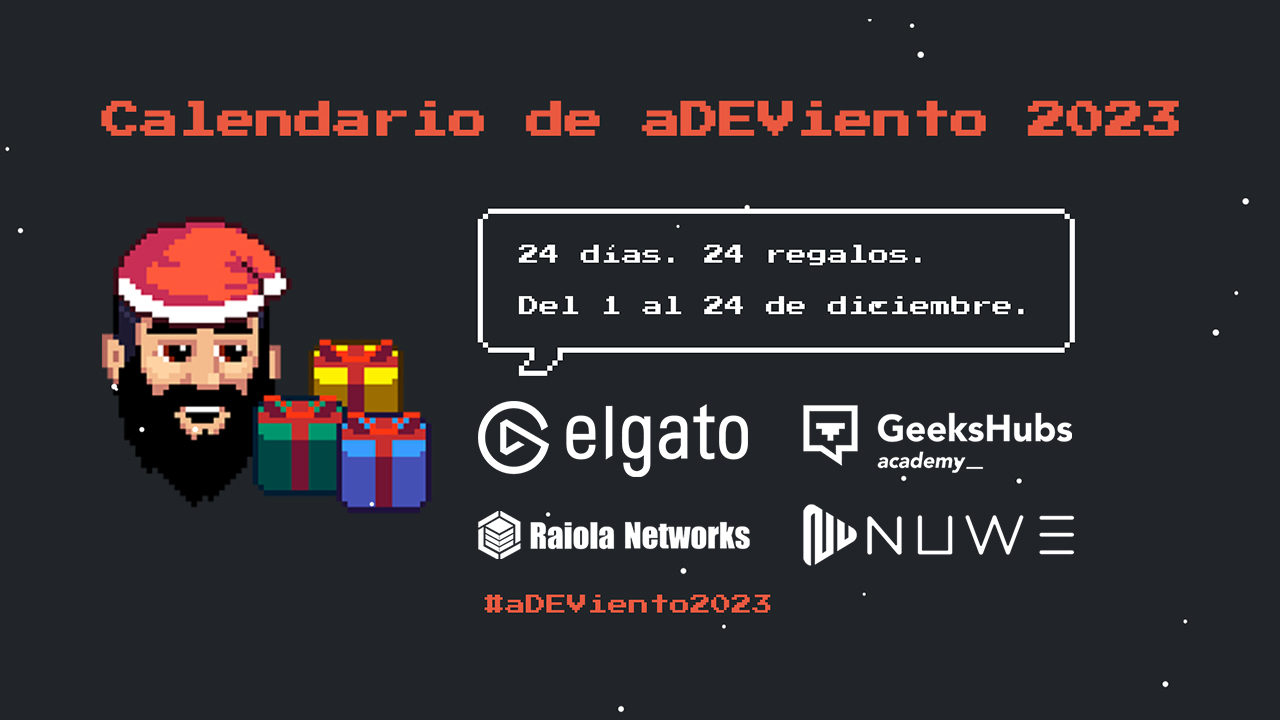 Calendario de aDEViento 2023
24 días. 24 regalos.
Del 1 al 24 de diciembre.
elgato
GeeksHubs
academy_
Raiola Networks
NUWE
#aDEViento2023